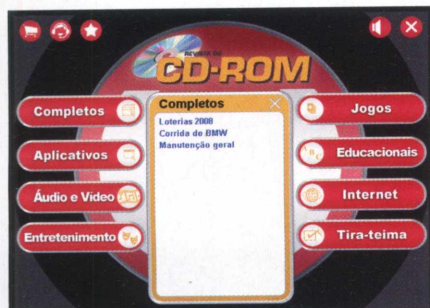 REVISTA DO
CD-ROM
Completos
Aplicativos
Áudio e Vídeo
Entretenimento
Completos
Loterias 2008
Corrida de BMW
Manutenção geral
Jogos
Educacionais
Internet
Tira-teima